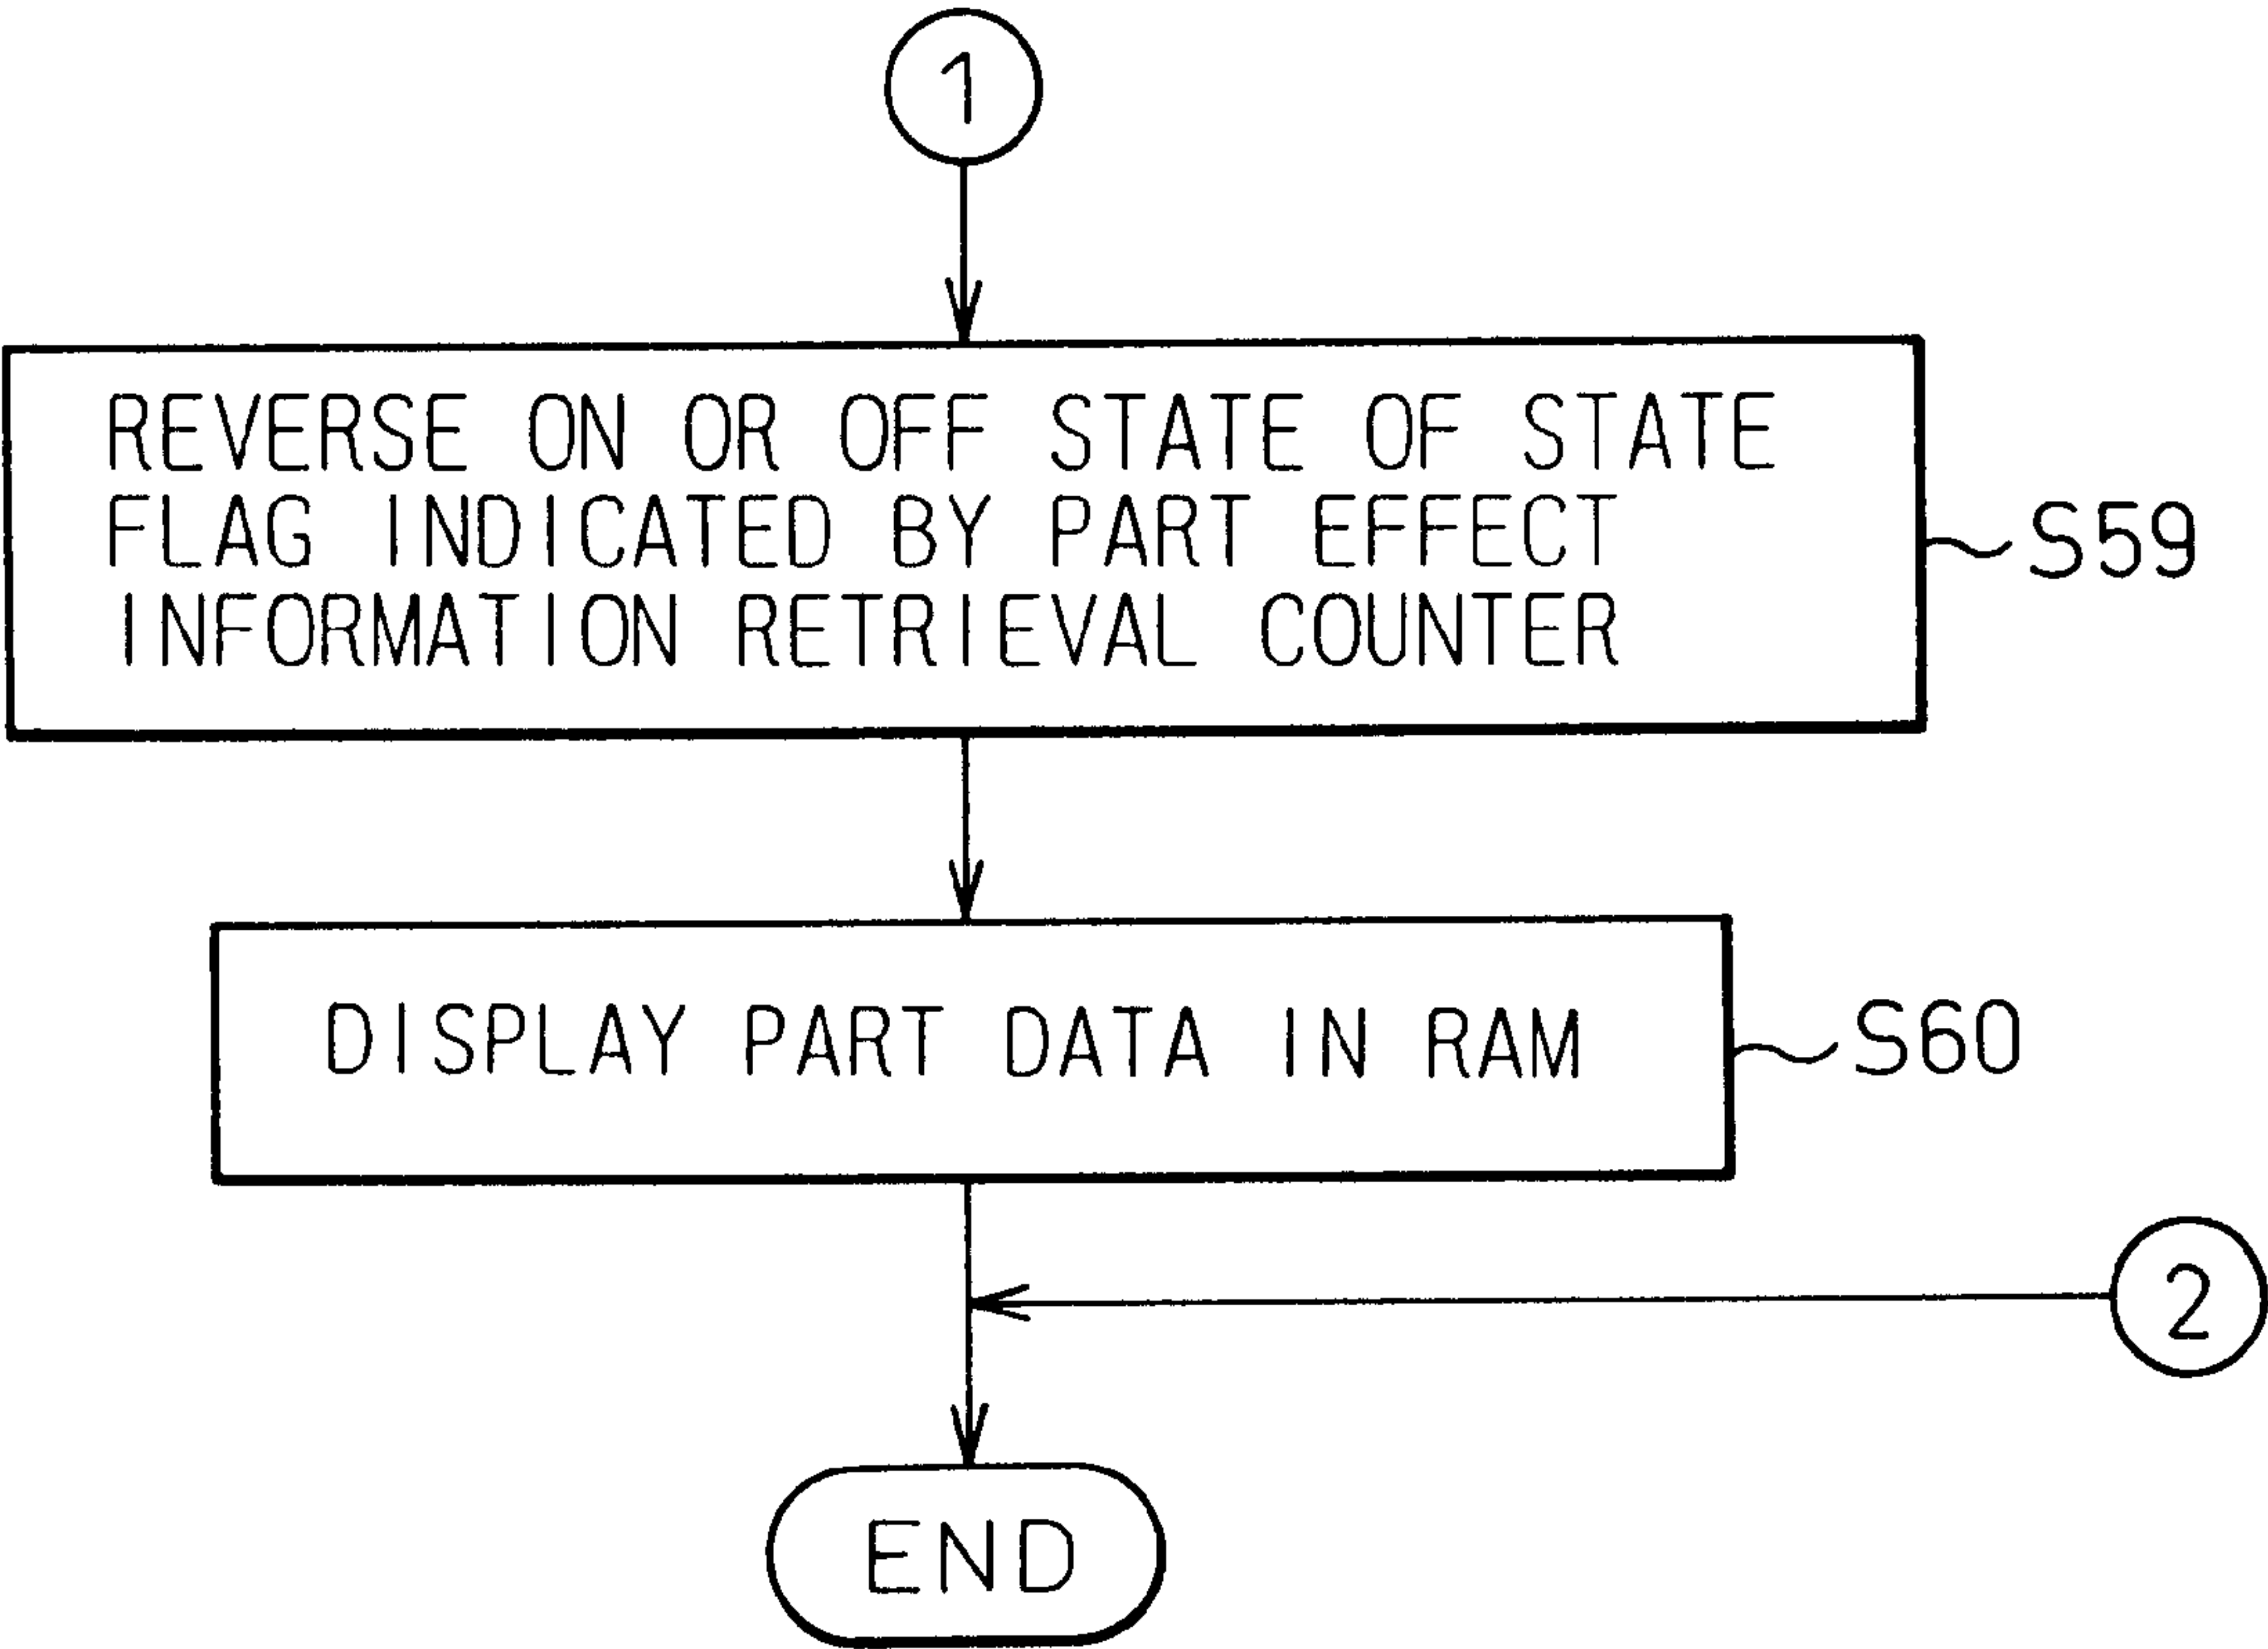 1
REVERSE ON OR OFF STATE OF STATE
FLAG INDICATED BY PART EFFECT
INFORMATION RETRIEVAL COUNTER
S59
DISPLAY PART DATA IN RAM
S60
2
END